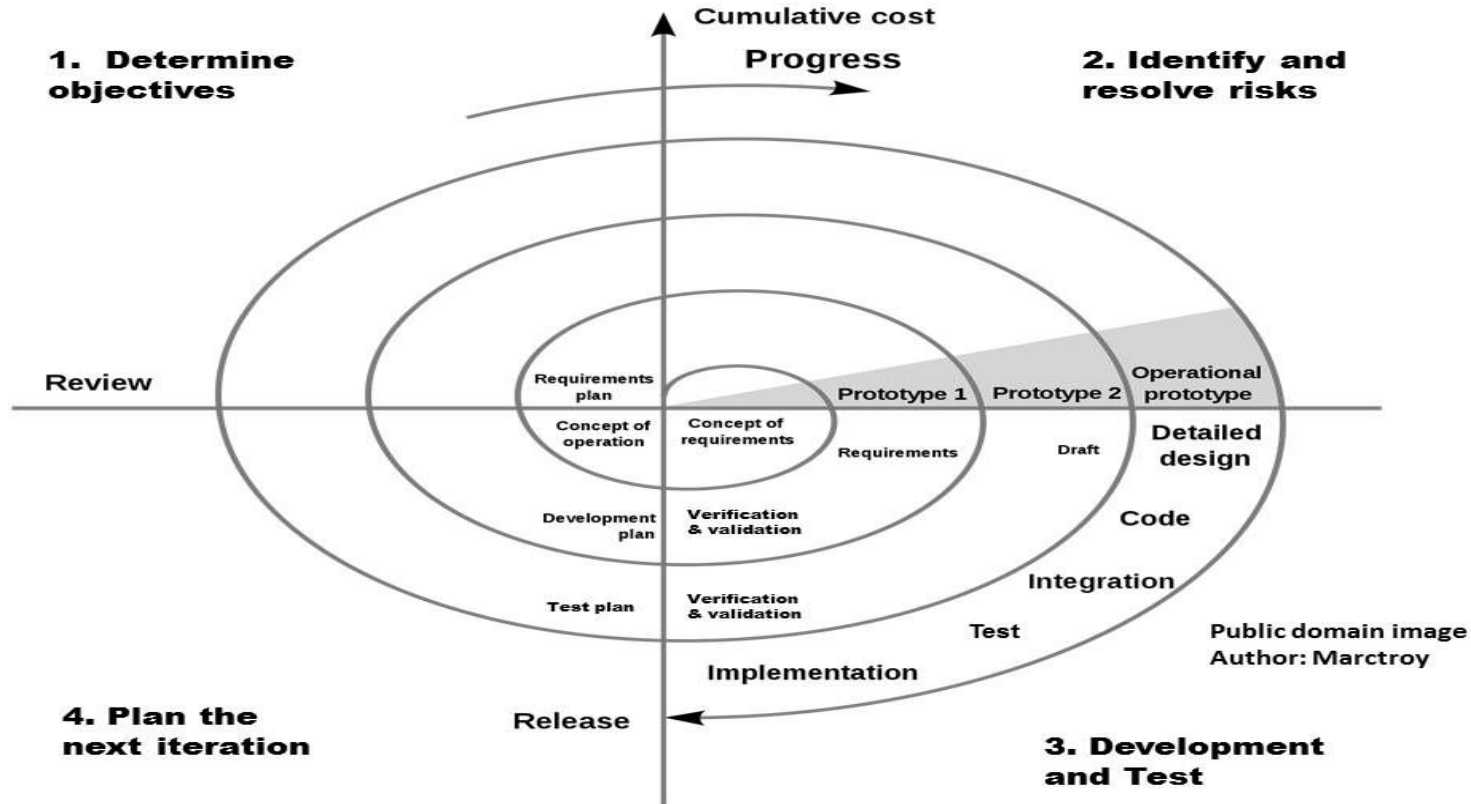 Cumulative cost
1. Determine
objectives
Progress
2. Identify and
resolve risks
Review
Requirements
plan
Prototype 1
Prototype 2
Operational
prototype
Concept of
operation
Concept of
requirements
Requirements
Draft
Detailed
design
Development
plan
Verification
& validation
Code
Test plan
Verification
& validation
Integration
Test
Implementation
Public domain image
Author: Marctroy
4. Plan the
next iteration
Release
3. Development
and Test